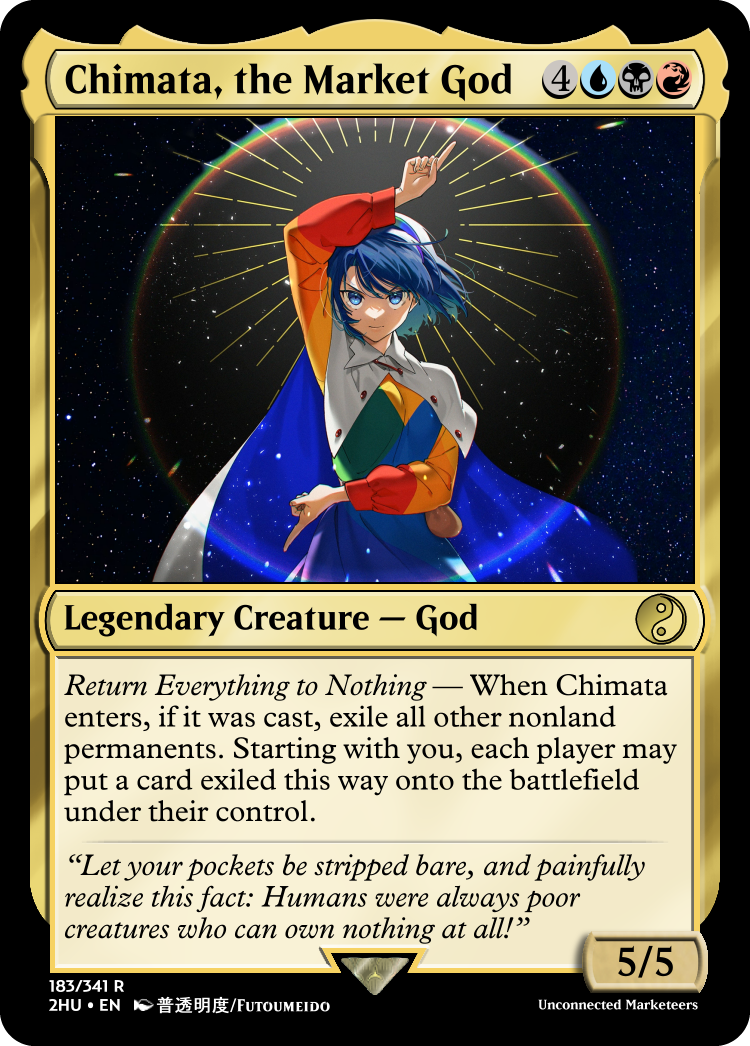 Chimata, the Market God 4
Legendary Creature — God
Return Everything to Nothing — When Chimata
enters, if it was cast, exile all other nonland
permanents. Starting with you, each player may
put a card exiled this way onto the battlefield
under their control.
“Let your pockets be stripped bare, and painfully
realize this fact: Humans were always poor
creatures who can own nothing at all!”
5/5
183/341 R
2HU • EN 普透明度/Futoumeido
Unconnected Marketeers